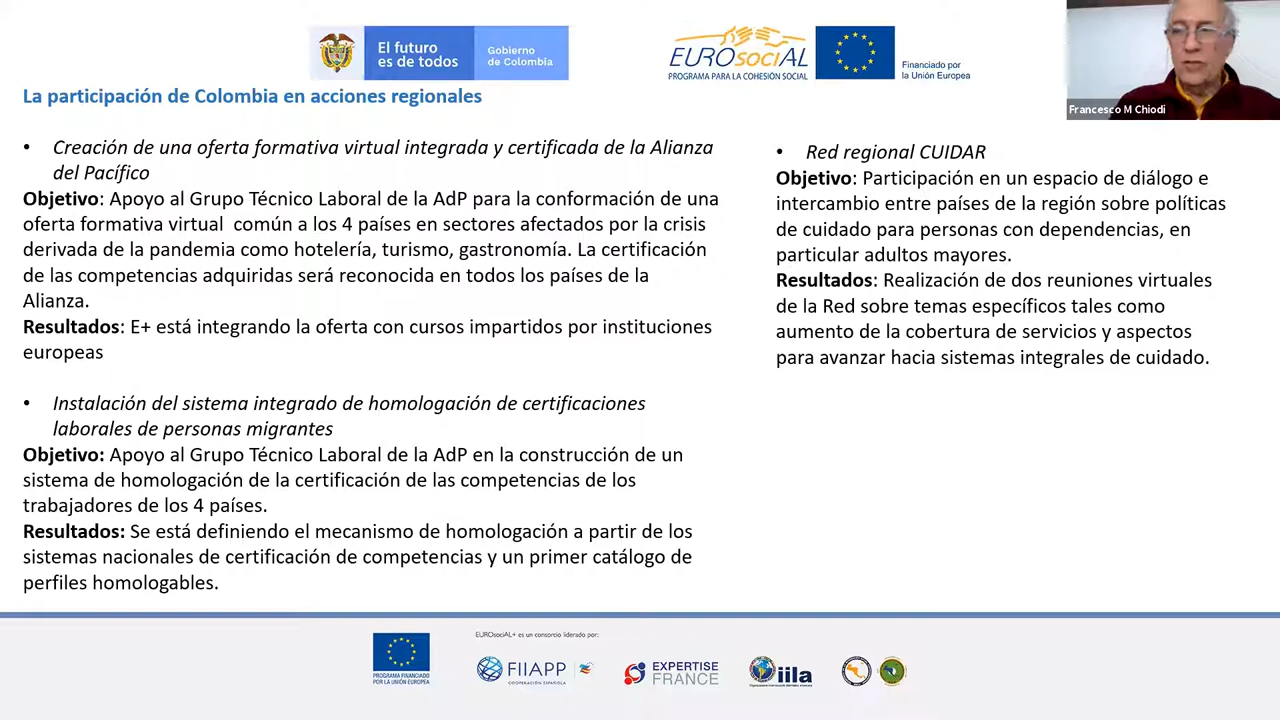 El futuro
es de todos
Gobierno
de Colombia
EUROsociAL
PROGRAMA PARA LA COHESIÓN SOCIAL
Financiado por
la Unión Europea
Francesco M Chiodi
La participación de Colombia en acciones regionales
• Creación de una oferta formativa virtual integrada y certificada de la Alianza
del Pacífico
Objetivo: Apoyo al Grupo Técnico Laboral de la AdP para la conformación de una
oferta formativa virtual común a los 4 países en sectores afectados por la crisis
derivada de la pandemia como hotelería, turismo, gastronomía. La certificación
de las competencias adquiridas será reconocida en todos los países de la
Alianza.
Resultados: E+ está integrando la oferta con cursos impartidos por instituciones
europeas
• Instalación del sistema integrado de homologación de certificaciones
laborales de personas migrantes
Objetivo: Apoyo al Grupo Técnico Laboral de la AdP en la construcción de un
sistema de homologación de la certificación de las competencias de los
trabajadores de los 4 países.
Resultados: Se está definiendo el mecanismo de homologación a partir de los
sistemas nacionales de certificación de competencias y un primer catálogo de
perfiles homologables.
• Red regional CUIDAR
Objetivo: Participación en un espacio de diálogo e
intercambio entre países de la región sobre políticas
de cuidado para personas con dependencias, en
particular adultos mayores.
Resultados: Realización de dos reuniones virtuales
de la Red sobre temas específicos tales como
aumento de la cobertura de servicios y aspectos
para avanzar hacia sistemas integrales de cuidado.
PROGRAMA FINANCIADO
POR LA UNIÓN EUROPEA
EUROsociAL+ es un consorcio liderado por:
FIIAPP
COOPERACIÓN ESPAÑOLA
EXPERTISE
FRANCE
iila